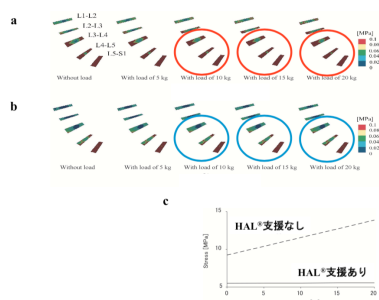 a
L1-L2
L2-L3
L3-L4
L4-L5
L5-S1
[MPa]
0.1
0.08
0.06
0.04
0.02
0
Without load
With load of 5 kg
With load of 10 kg
With load of 15 kg
With load of 20 kg
b
[MPa]
0.1
0.08
0.06
0.04
0.02
0
Without load
With load of 5 kg
With load of 10 kg
With load of 15 kg
With load of 20 kg
c
Stress [MPa]
15
10
5
HAL®支援なし
HAL®支援あり
0
5
10
15
20